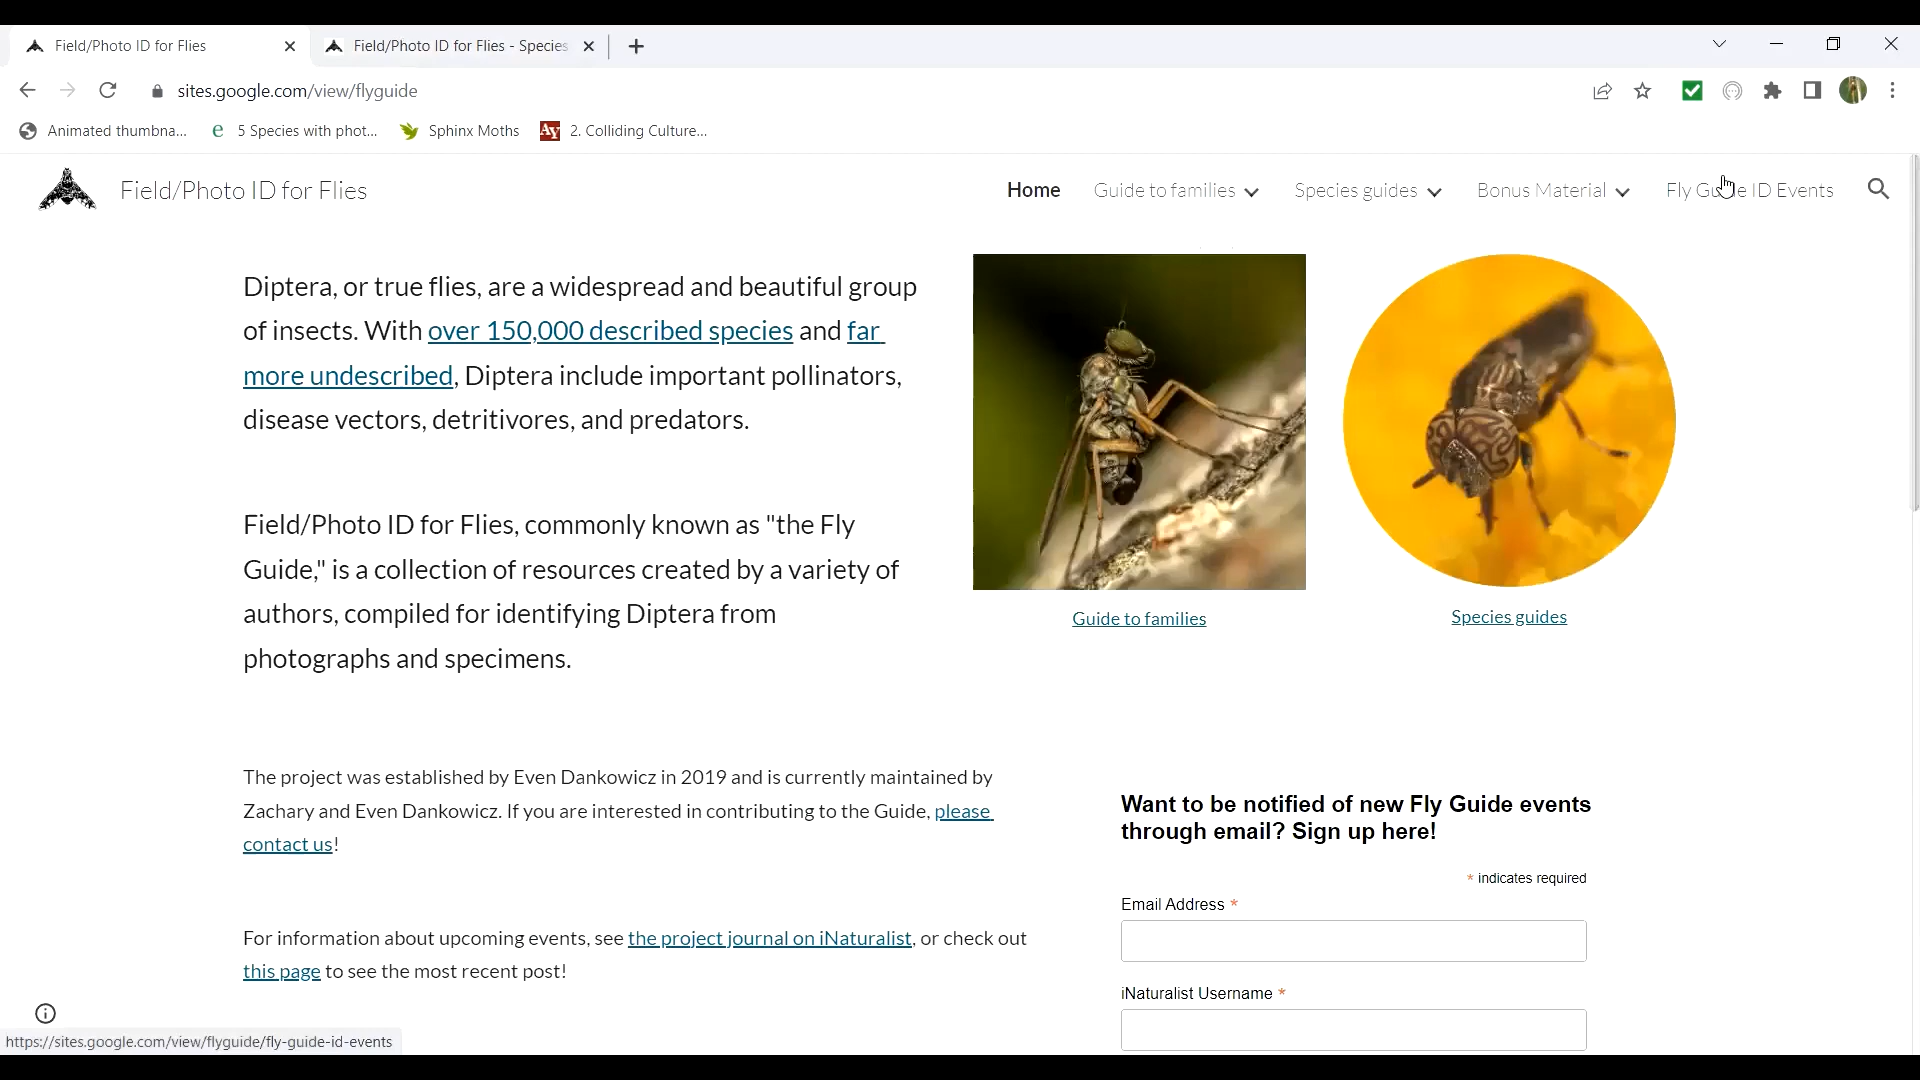 Field/Photo ID for Flies
Field/Photo ID for Flies - Species
sites.google.com/view/flyguide
Animated thumbna...
5 Species with phot...
Sphinx Moths
Ay 2. Colliding Culture...
Field/Photo ID for Flies
Home
Guide to families
Species guides
Bonus Material
Fly Guide ID Events
Diptera, or true flies, are a widespread and beautiful group
of insects. With over 150,000 described species and far
more undescribed, Diptera include important pollinators,
disease vectors, detritivores, and predators.
Field/Photo ID for Flies, commonly known as "the Fly
Guide," is a collection of resources created by a variety of
authors, compiled for identifying Diptera from
photographs and specimens.
Guide to families
Species guides
The project was established by Even Dankowicz in 2019 and is currently maintained by
Zachary and Even Dankowicz. If you are interested in contributing to the Guide, please
contact us!
For information about upcoming events, see the project journal on iNaturalist, or check out
this page to see the most recent post!
Want to be notified of new Fly Guide events
through email? Sign up here!
* indicates required
Email Address *
iNaturalist Username *
https://sites.google.com/view/flyguide/fly-guide-id-events